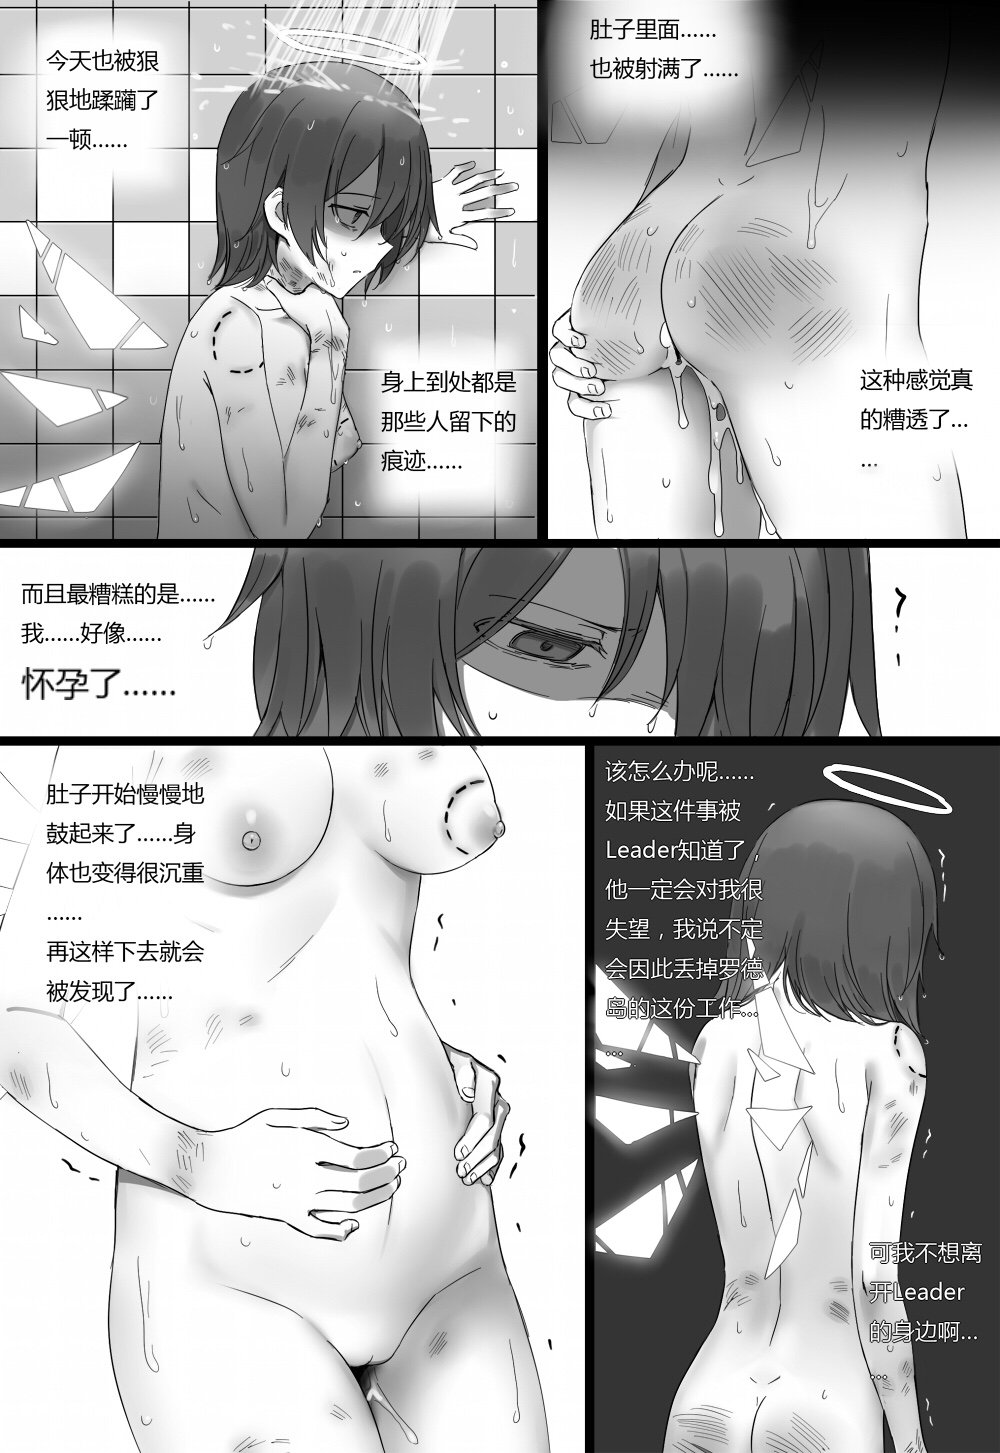 今天也被狠
狠地蹂躏了
一顿……
身上到处都是
那些人留下的
痕迹……
肚子里面……
也被射满了……
这种感觉真
的糟透了…
…
而且最糟糕的是……
我……好像……
怀孕了……
肚子开始慢慢地
鼓起来了……身
体也变得很沉重
……
再这样下去就会
被发现了……
该怎么办呢……
如果这件事被
Leader知道了，
他一定会对我很
失望，我说不定
会因此丢掉罗德
岛的这份工作…
…
可我不想离
开Leader
的身边啊…
…